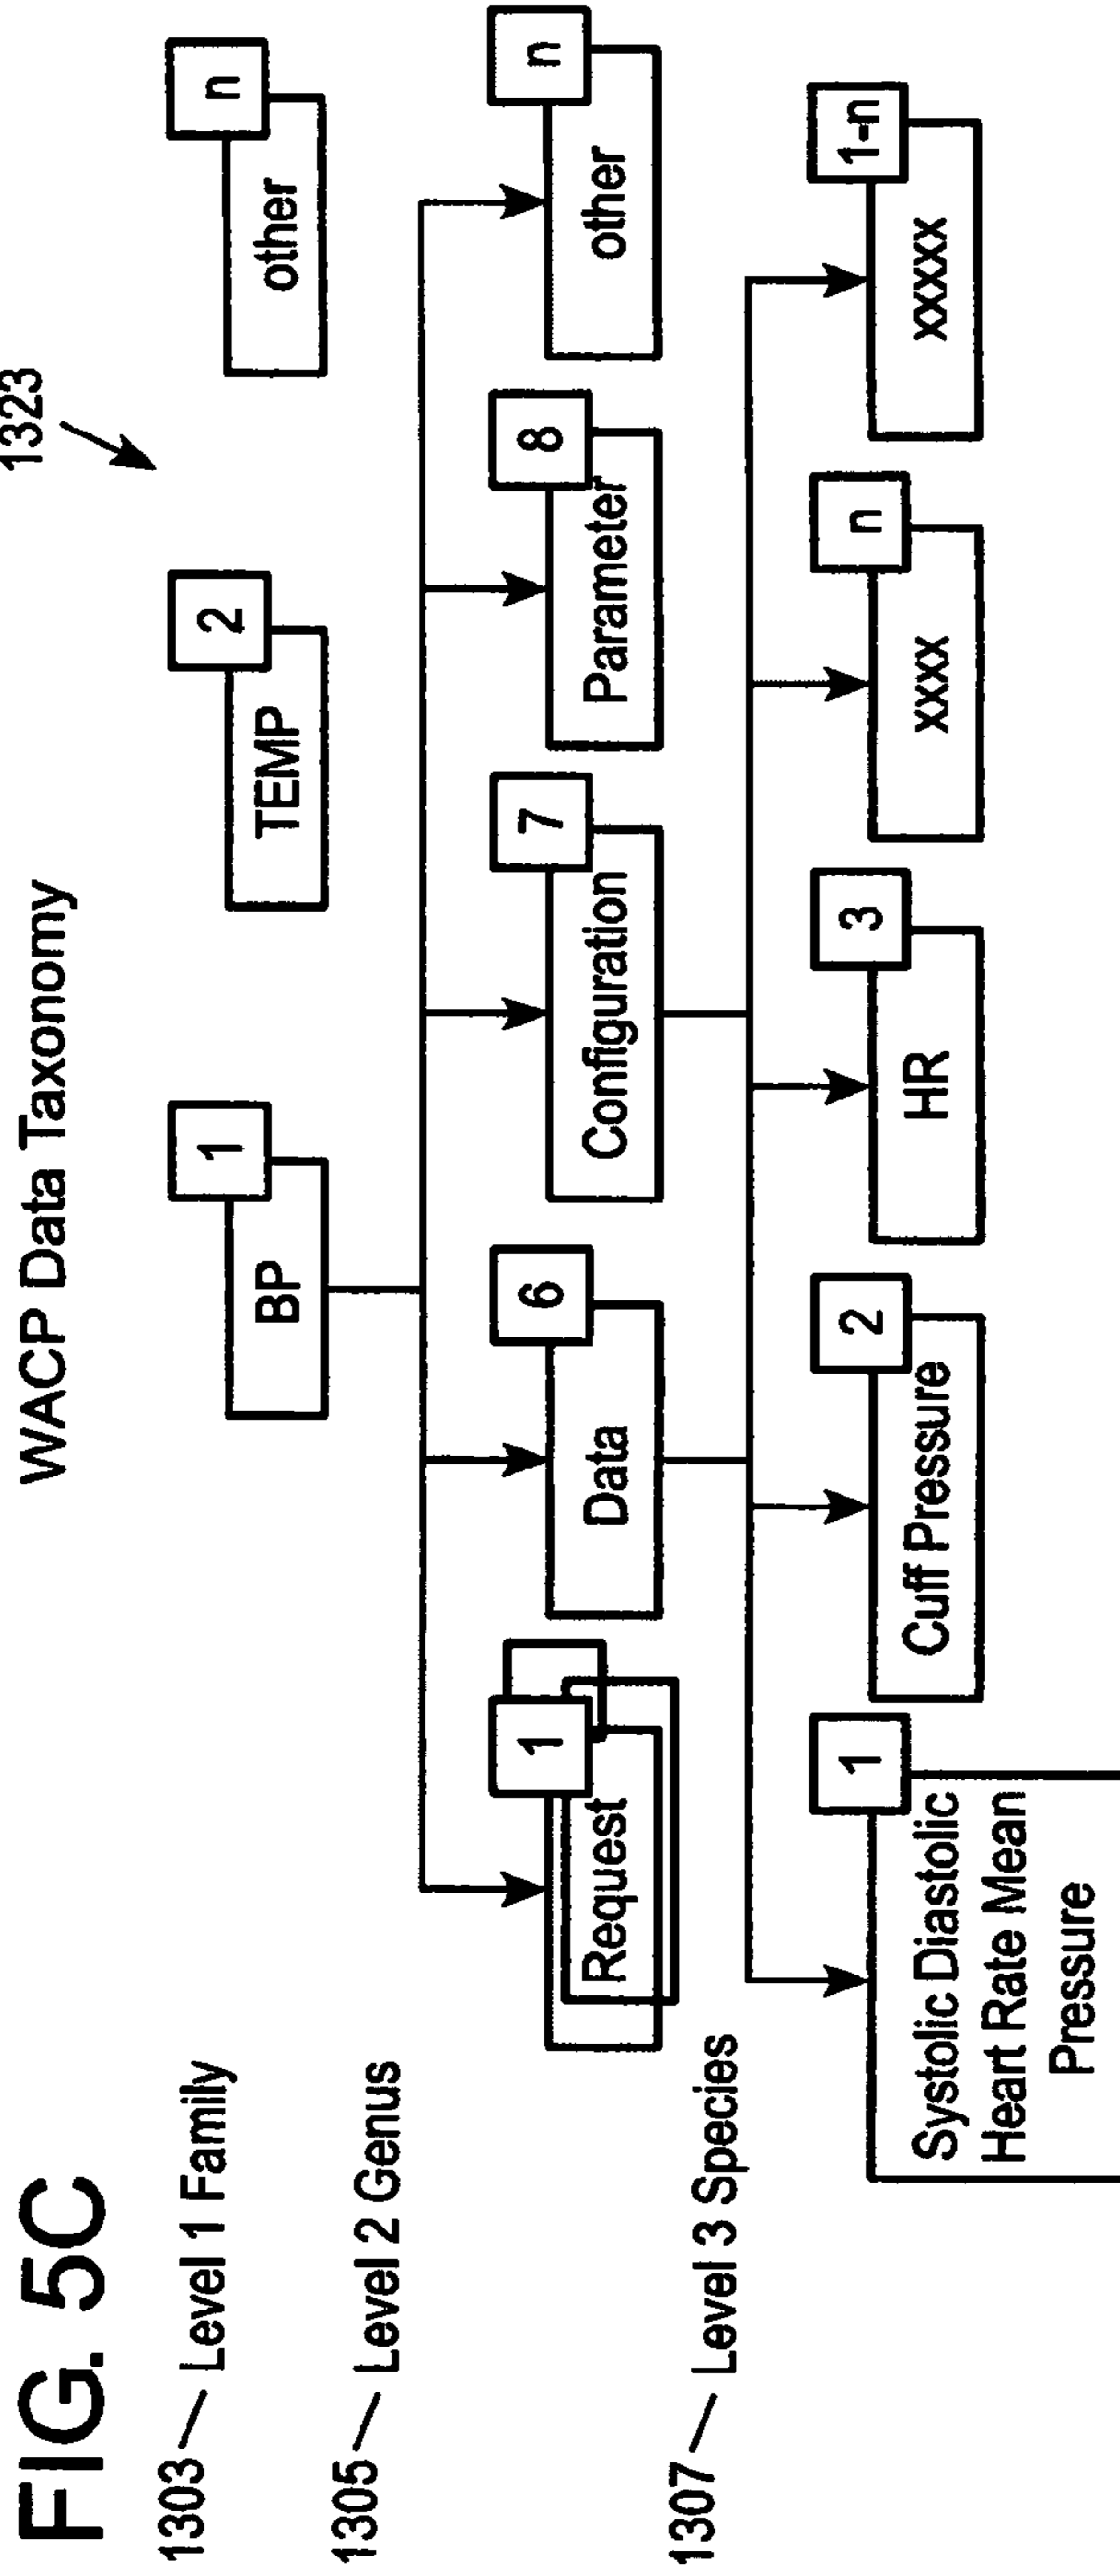 FIG. 5C
WACP Data Taxonomy
1323
1303
Level 1 Family
BP
1
TEMP
2
other
n
1305
Level 2 Genus
Request
1
Data
6
Configuration
7
Parameter
8
other
n
1307
Level 3 Species
Systolic Diastolic
Heart Rate Mean
Pressure
1
Cuff Pressure
2
HR
3
xxxx
n
xxxxx
1-n